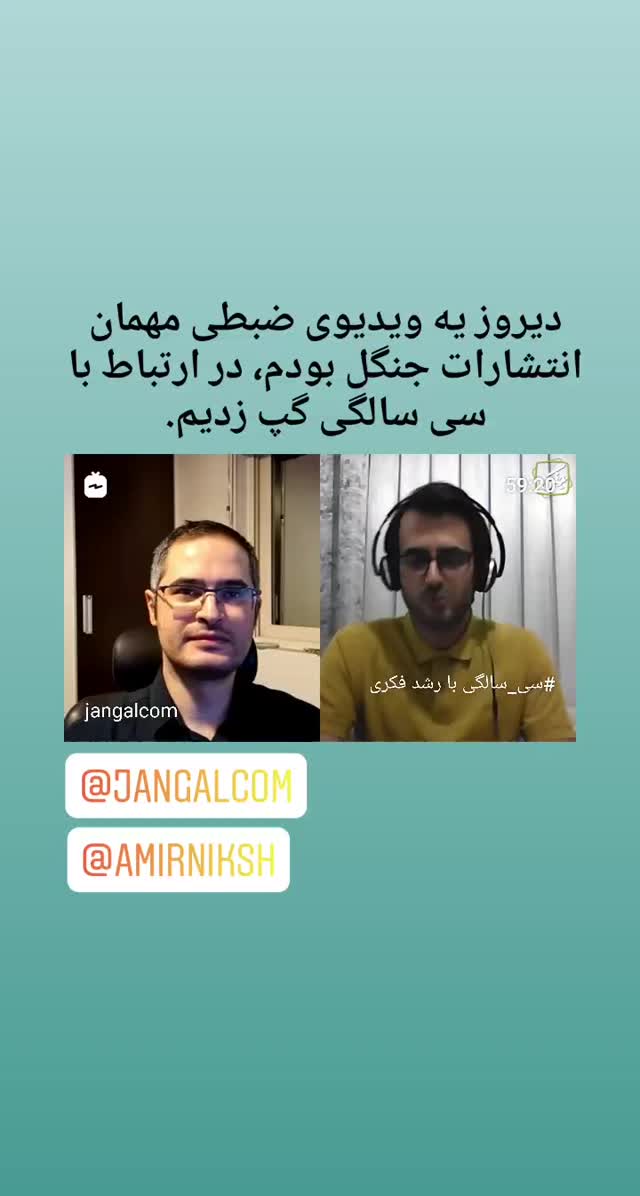 دیروز یه ویدیوی ضبطی مهمان
انتشارات جنگل بودم، در ارتباط با
سی سالگی گپ زدیم.
59:20
#سی_سالگی با رشد فکری
jangalcom
@JANGALCOM
@AMIRNIKSH